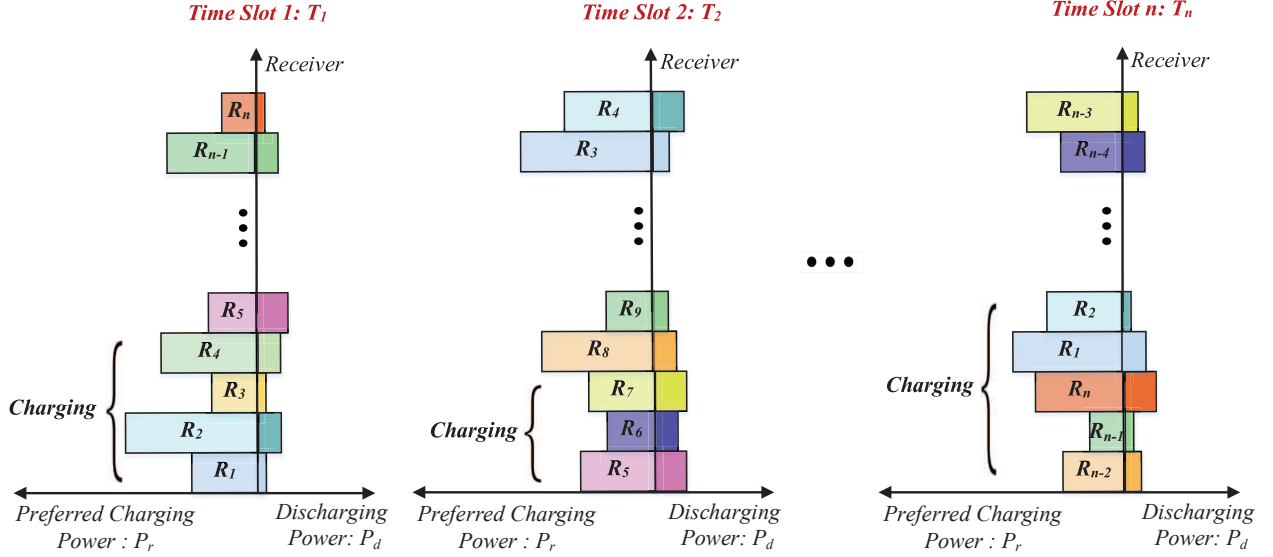 Time Slot 1: T1
Receiver
Rn
Rn-1
R5
R4
R3
R2
R1
Charging
Preferred Charging
Power : Pr
Discharging
Power: Pd
Time Slot 2: T2
Receiver
R4
R3
R9
R8
R7
R6
R5
Charging
Preferred Charging
Power : Pr
Discharging
Power: Pd
Time Slot n: Tn
Receiver
Rn-3
Rn-4
R2
R1
Rn
Rn-1
Rn-2
Charging
Preferred Charging
Power : Pr
Discharging
Power: Pd